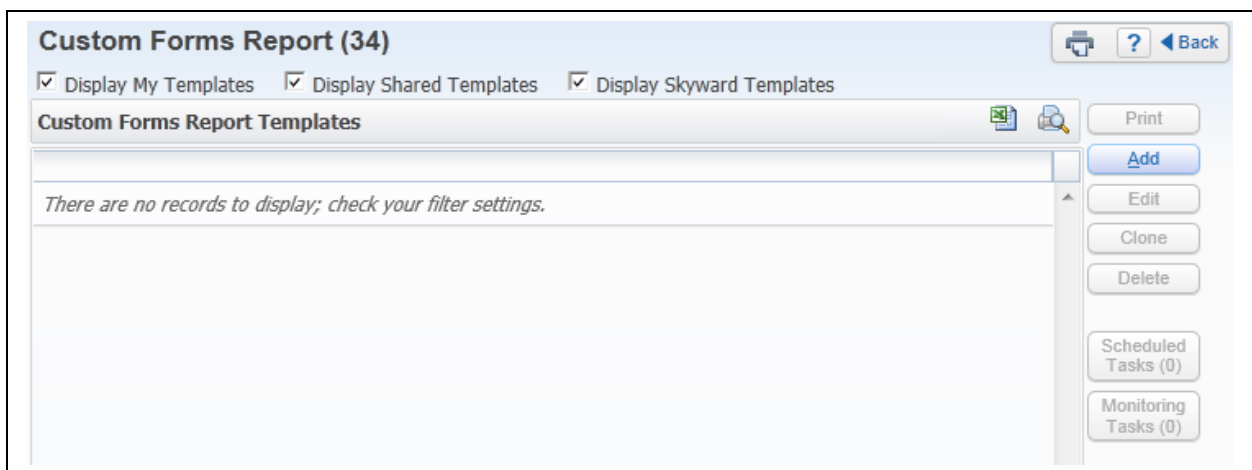 Custom Forms Report (34)
? Back
Display My Templates Display Shared Templates Display Skyward Templates
Custom Forms Report Templates
Print
Add
There are no records to display; check your filter settings.
Edit
Clone
Delete
Scheduled
Tasks (0)
Monitoring
Tasks (0)